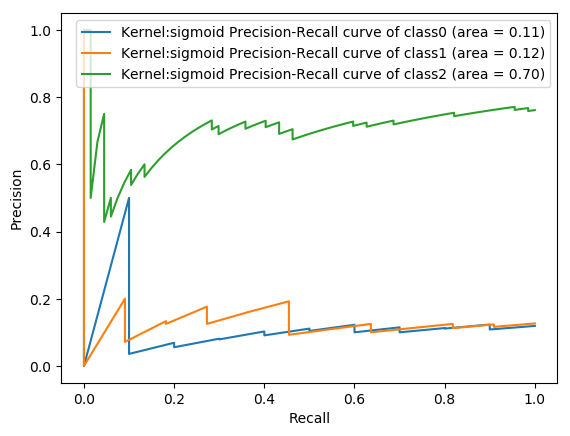 Kernel:sigmoid Precision-Recall curve of class0 (area = 0.11)
Kernel:sigmoid Precision-Recall curve of class1 (area = 0.12)
Kernel:sigmoid Precision-Recall curve of class2 (area = 0.70)
1.0
0.8
0.6
0.4
0.2
0.0
Precision
0.0 0.2 0.4 0.6 0.8 1.0
Recall